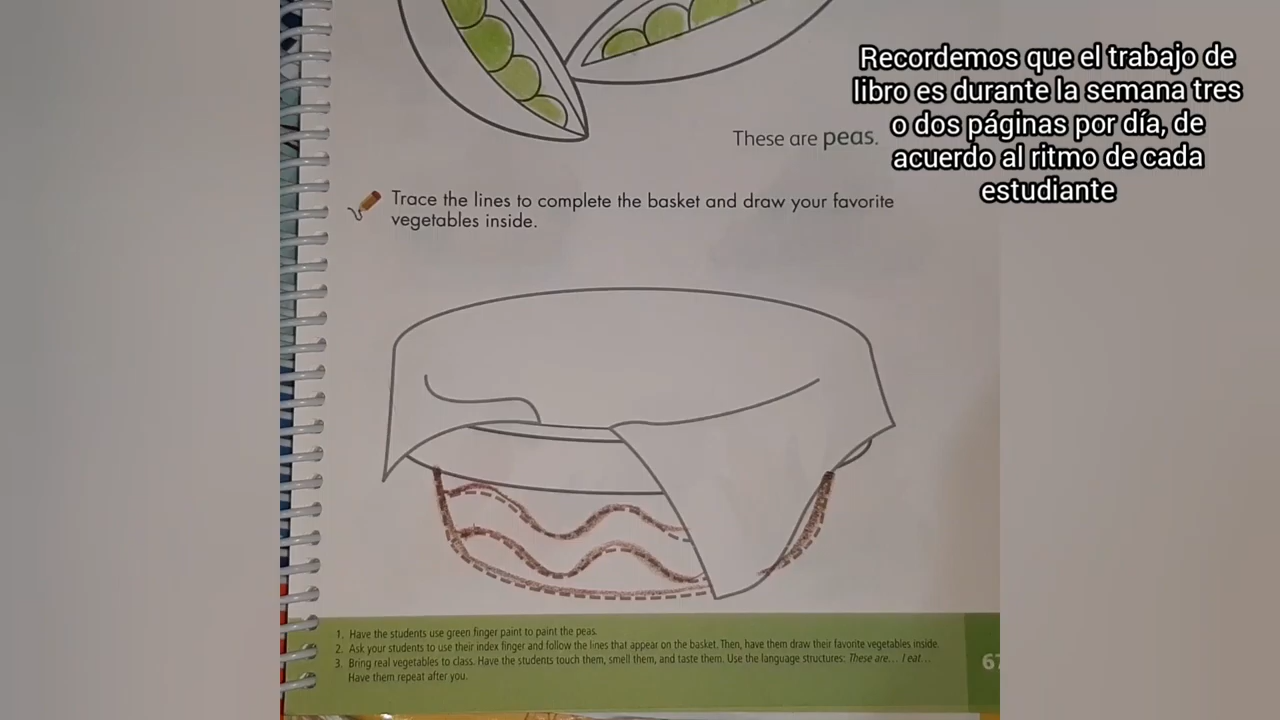 Recordemos que el trabajo de
libro es durante la semana tres
o dos páginas por día, de
acuerdo al ritmo de cada
estudiante
These are peas.
Trace the lines to complete the basket and draw your favorite
vegetables inside.
1. Have the students use green finger paint to paint the peas.
2. Ask your students to use their index finger and follow the lines that appear on the basket. Then, have them draw their favorite vegetables inside.
3. Bring real vegetables to class. Have the students touch them, smell them, and taste them. Use the language structures: These are... I eat...
Have them repeat after you.
67